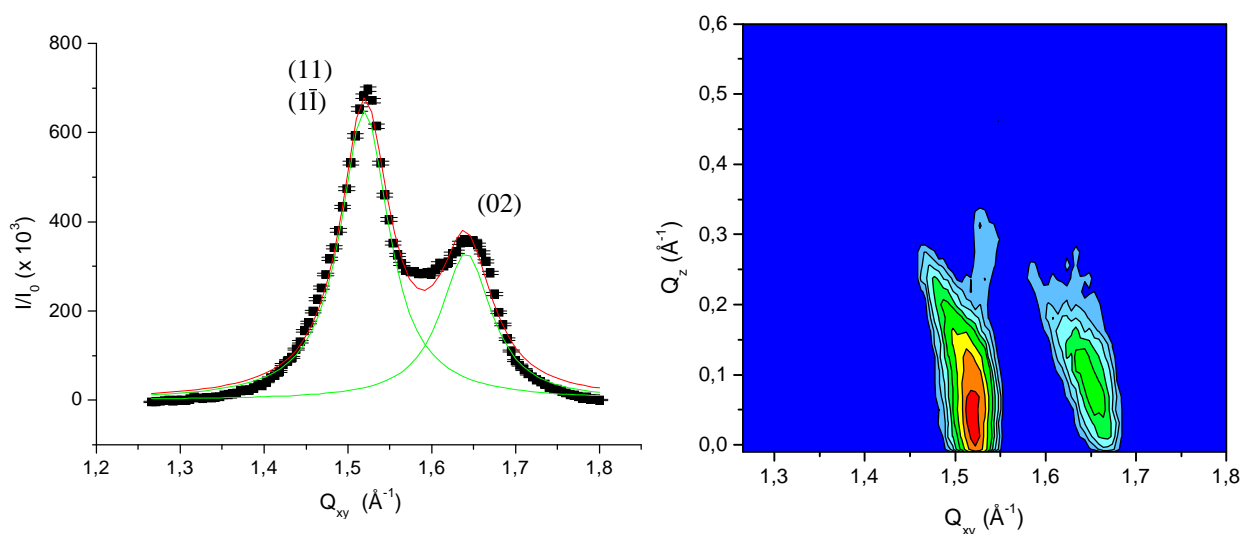 800
600
400
200
0
I/I₀ (x 10³)
(11)
(11̄)
(02)
1,2 1,3 1,4 1,5 1,6 1,7 1,8
Qxy (Å⁻¹)
0,6
0,5
0,4
0,3
0,2
0,1
0,0
Qz (Å⁻¹)
1,3 1,4 1,5 1,6 1,7 1,8
Qxy (Å⁻¹)